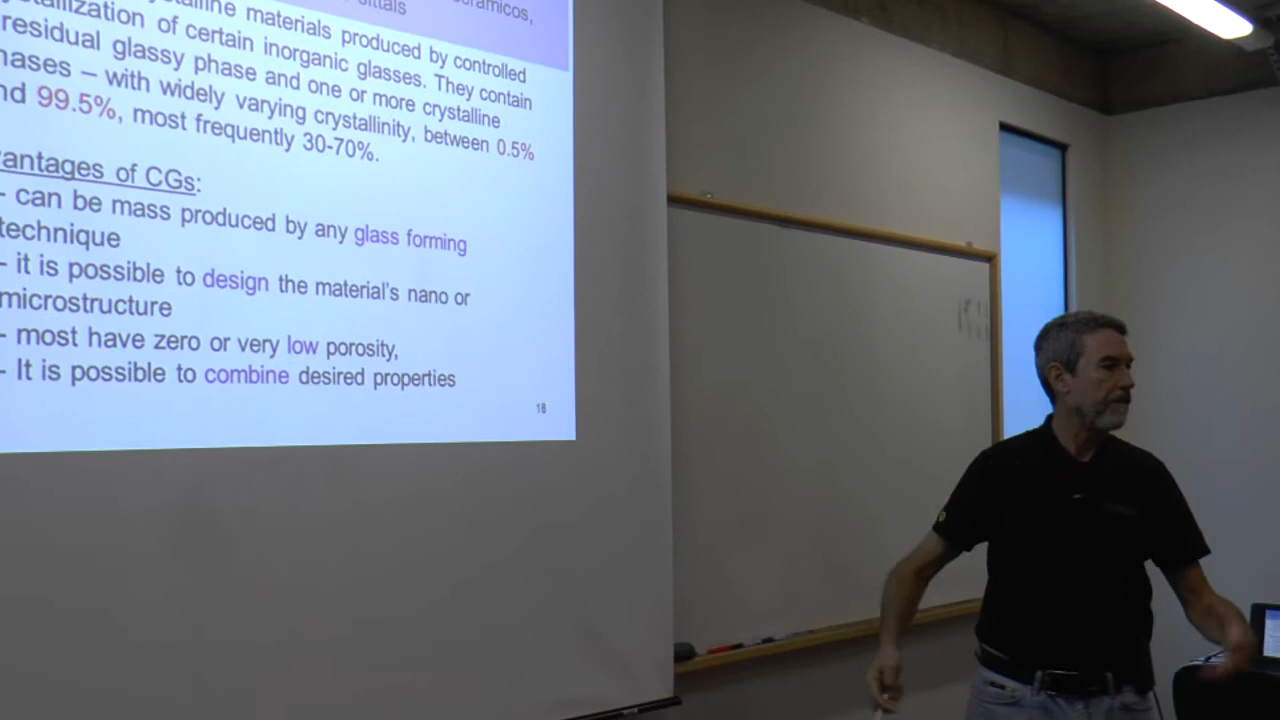 sitals ceramicos,
stalline materials produced by controlled
stallization of certain inorganic glasses. They contain
residual glassy phase and one or more crystalline
hases – with widely varying crystallinity, between 0.5%
nd 99.5%, most frequently 30-70%.
antages of CGs:
- can be mass produced by any glass forming
technique
- it is possible to design the material's nano or
microstructure
- most have zero or very low porosity,
- It is possible to combine desired properties
18